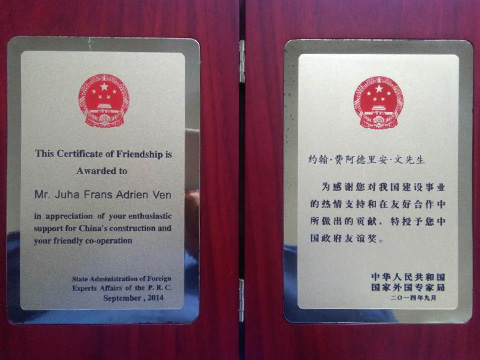 This Certificate of Friendship is
Awarded to
Mr. Juha Frans Adrien Ven
in appreciation of your enthusiastic
support for China's construction and
your friendly co-operation
State Administration of Foreign
Experts Affairs of the P. R. C.
September , 2014
约翰·费阿德里安·文先生
为感谢您对我国建设事业
的热情支持和在友好合作中
所做出的贡献，特授予您中
国政府友谊奖。
中华人民共和国
国家外国专家局
二〇一四年九月